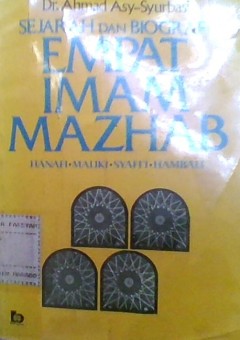 Dr. Ahmad Asy-Syurbasi
SEJARAH DAN BIOGRAFI
EMPAT
IMAM
MAZHAB
HANAFI • MALIKI • SYAFI'I • HAMBALI